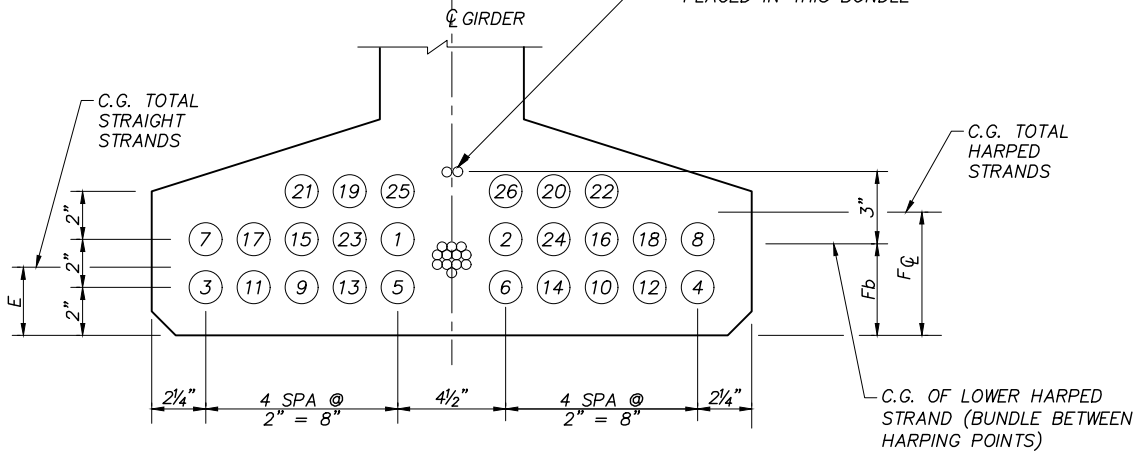 PLACED IN THIS BUNDLE
℄ GIRDER
C.G. TOTAL
STRAIGHT
STRANDS
C.G. TOTAL
HARPED
STRANDS
21 19 25 26 20 22
7 17 15 23 1 2 24 16 18 8
3 11 9 13 5 6 14 10 12 4
2"
2"
2"
E
3"
Fb
F℄
2¼"
4 SPA @
2" = 8"
4½"
4 SPA @
2" = 8"
2¼"
C.G. OF LOWER HARPED
STRAND (BUNDLE BETWEEN
HARPING POINTS)